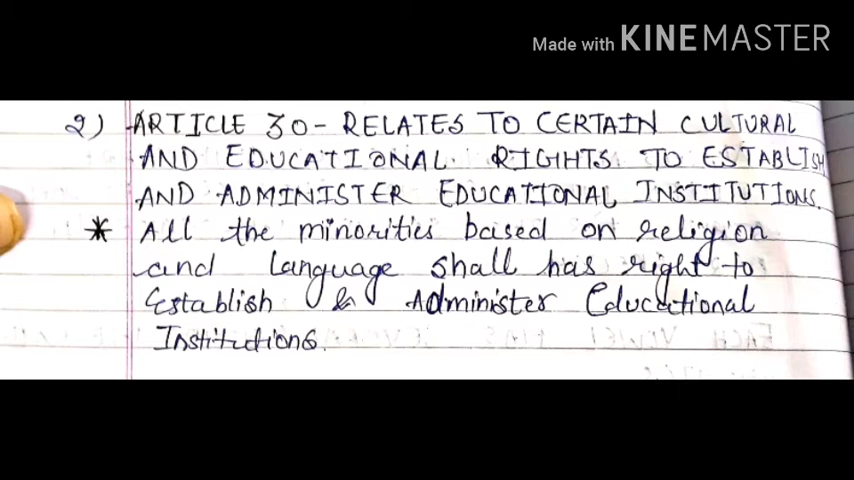 Made with KINEMASTER
2) ARTICLE 30- RELATES TO CERTAIN CULTURAL
AND EDUCATIONAL. RIGHTS TO ESTABLISH
AND ADMINISTER EDUCATIONAL INSTITUTIONS.
* All the minorities based on religion
and language shall has right to
Establish & Administer Educational
Institutions.